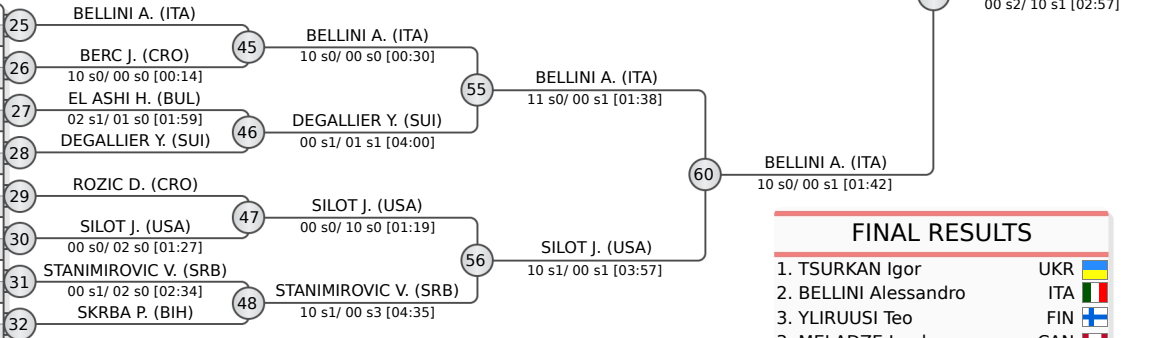 00 s2/ 10 s1 [02:57]
25
BELLINI A. (ITA)
45
BELLINI A. (ITA)
10 s0/ 00 s0 [00:30]
26
BERC J. (CRO)
10 s0/ 00 s0 [00:14]
55
BELLINI A. (ITA)
11 s0/ 00 s1 [01:38]
27
EL ASHI H. (BUL)
02 s1/ 01 s0 [01:59]
46
DEGALLIER Y. (SUI)
00 s1/ 01 s1 [04:00]
28
DEGALLIER Y. (SUI)
60
BELLINI A. (ITA)
10 s0/ 00 s1 [01:42]
29
ROZIC D. (CRO)
47
SILOT J. (USA)
00 s0/ 10 s0 [01:19]
30
SILOT J. (USA)
00 s0/ 02 s0 [01:27]
56
SILOT J. (USA)
10 s1/ 00 s1 [03:57]
31
STANIMIROVIC V. (SRB)
00 s1/ 02 s0 [02:34]
48
STANIMIROVIC V. (SRB)
10 s1/ 00 s3 [04:35]
32
SKRBA P. (BIH)
FINAL RESULTS
1. TSURKAN Igor UKR
2. BELLINI Alessandro ITA
3. YLIRUUSI Teo FIN